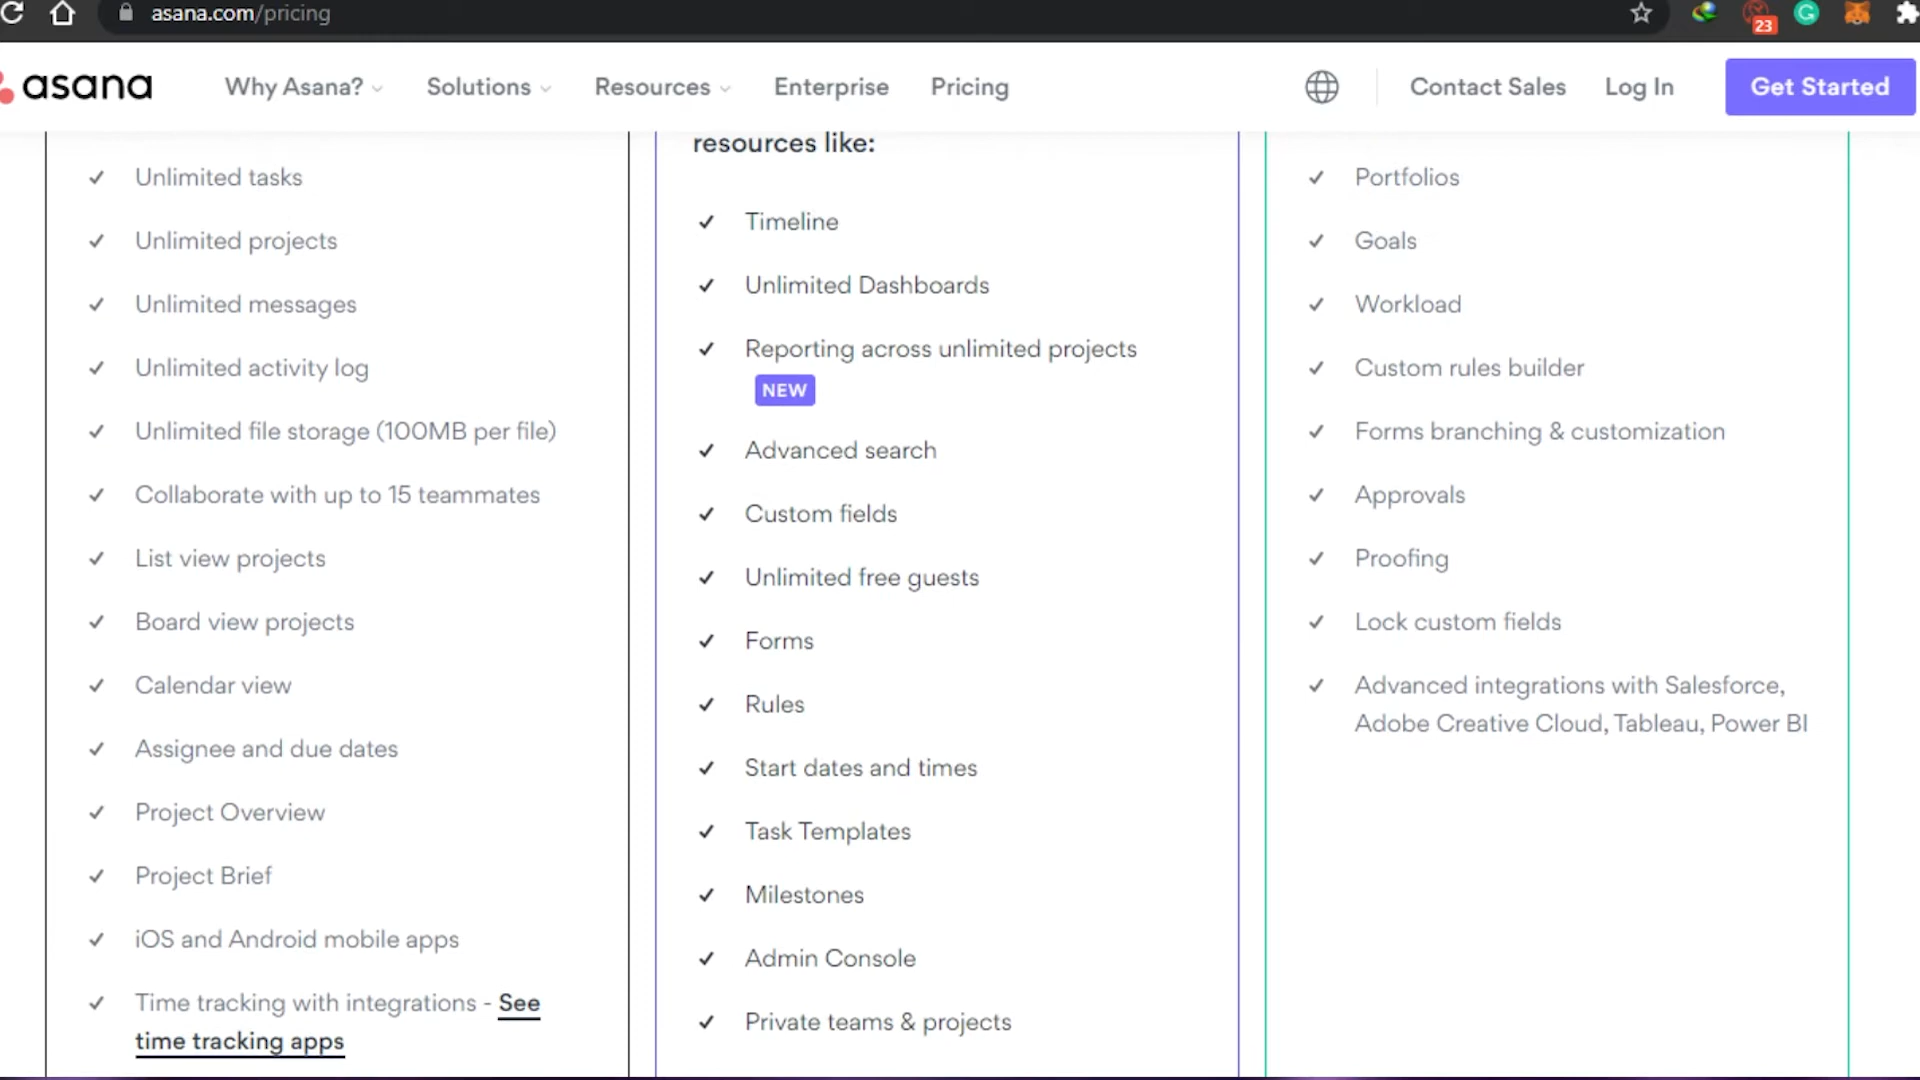 asana.com/pricing
23
asana
Why Asana?
Solutions
Resources
Enterprise
Pricing
Contact Sales
Log In
Get Started
Unlimited tasks
Unlimited projects
Unlimited messages
Unlimited activity log
Unlimited file storage (100MB per file)
Collaborate with up to 15 teammates
List view projects
Board view projects
Calendar view
Assignee and due dates
Project Overview
Project Brief
iOS and Android mobile apps
Time tracking with integrations - See
time tracking apps
resources like:
Timeline
Unlimited Dashboards
Reporting across unlimited projects
NEW
Advanced search
Custom fields
Unlimited free guests
Forms
Rules
Start dates and times
Task Templates
Milestones
Admin Console
Private teams & projects
Portfolios
Goals
Workload
Custom rules builder
Forms branching & customization
Approvals
Proofing
Lock custom fields
Advanced integrations with Salesforce,
Adobe Creative Cloud, Tableau, Power BI